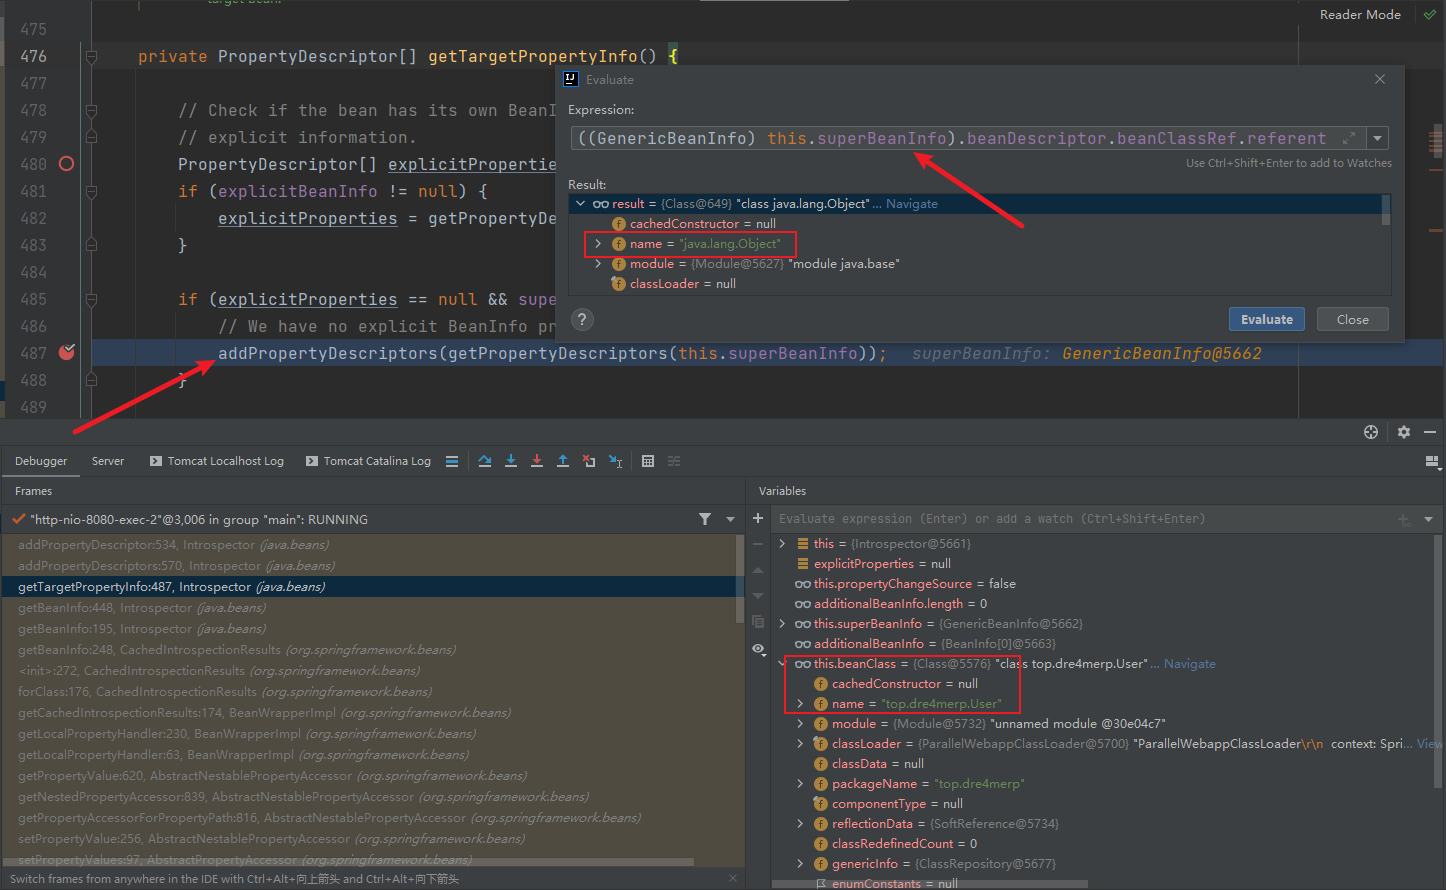 target bean.
Reader Mode
475
476 private PropertyDescriptor[] getTargetPropertyInfo() {
477
478 // Check if the bean has its own BeanI
479 // explicit information.
480 PropertyDescriptor[] explicitPropertie
481 if (explicitBeanInfo != null) {
482 explicitProperties = getPropertyDe
483 }
484
485 if (explicitProperties == null && supe
486 // We have no explicit BeanInfo pr
487 addPropertyDescriptors(getPropertyDescriptors(this.superBeanInfo)); superBeanInfo: GenericBeanInfo@5662
488 }
489
Evaluate
Expression:
((GenericBeanInfo) this.superBeanInfo).beanDescriptor.beanClassRef.referent
Use Ctrl+Shift+Enter to add to Watches
Result:
result = {Class@649} "class java.lang.Object"... Navigate
cachedConstructor = null
name = "java.lang.Object"
module = {Module@5627} "module java.base"
classLoader = null
?
Evaluate
Close
Debugger
Server
Tomcat Localhost Log
Tomcat Catalina Log
Frames
"http-nio-8080-exec-2"@3,006 in group "main": RUNNING
addPropertyDescriptor:534, Introspector (java.beans)
addPropertyDescriptors:570, Introspector (java.beans)
getTargetPropertyInfo:487, Introspector (java.beans)
getBeanInfo:448, Introspector (java.beans)
getBeanInfo:195, Introspector (java.beans)
getBeanInfo:248, CachedIntrospectionResults (org.springframework.beans)
<init>:272, CachedIntrospectionResults (org.springframework.beans)
forClass:176, CachedIntrospectionResults (org.springframework.beans)
getCachedIntrospectionResults:174, BeanWrapperImpl (org.springframework.beans)
getLocalPropertyHandler:230, BeanWrapperImpl (org.springframework.beans)
getLocalPropertyHandler:63, BeanWrapperImpl (org.springframework.beans)
getPropertyValue:620, AbstractNestablePropertyAccessor (org.springframework.beans)
getNestedPropertyAccessor:839, AbstractNestablePropertyAccessor (org.springframework.beans)
getPropertyAccessorForPropertyPath:816, AbstractNestablePropertyAccessor (org.springframework.beans)
setPropertyValue:256, AbstractNestablePropertyAccessor (org.springframework.beans)
setPropertyValues:97, AbstractPropertyAccessor (org.springframework.beans)
Switch frames from anywhere in the IDE with Ctrl+Alt+向上箭头 and Ctrl+Alt+向下箭头
Variables
Evaluate expression (Enter) or add a watch (Ctrl+Shift+Enter)
this = {Introspector@5661}
explicitProperties = null
this.propertyChangeSource = false
additionalBeanInfo.length = 0
this.superBeanInfo = {GenericBeanInfo@5662}
additionalBeanInfo = {BeanInfo[0]@5663}
this.beanClass = {Class@5576} "class top.dre4merp.User"... Navigate
cachedConstructor = null
name = "top.dre4merp.User"
module = {Module@5732} "unnamed module @30e04c7"
classLoader = {ParallelWebappClassLoader@5700} "ParallelWebappClassLoader\r\n context: Spri... View
classData = null
packageName = "top.dre4merp"
componentType = null
reflectionData = {SoftReference@5734}
classRedefinedCount = 0
genericInfo = {ClassRepository@5677}
enumConstants = null